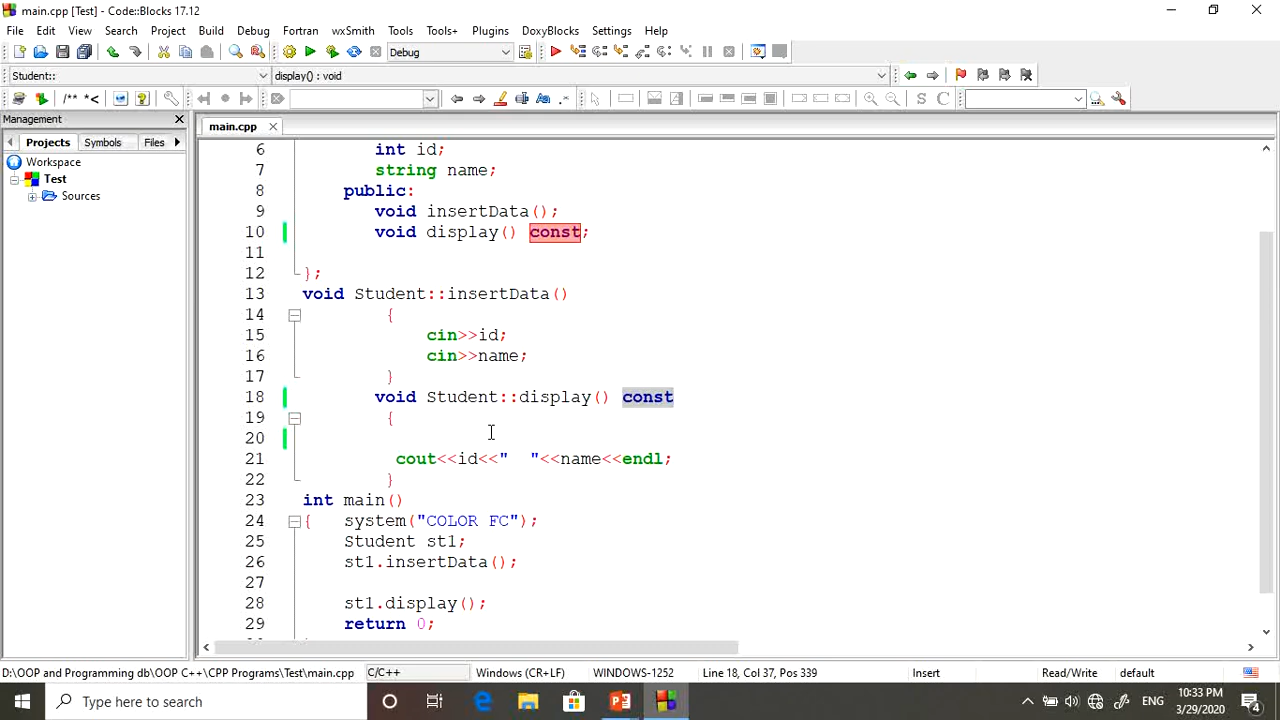 main.cpp [Test] - Code::Blocks 17.12
File Edit View Search Project Build Debug Fortran wxSmith Tools Tools+ Plugins DoxyBlocks Settings Help
Debug
Student:: display() : void
/** *< S C
Management main.cpp
Projects Symbols Files
Workspace
Test
Sources
6 int id;
7 string name;
8 public:
9 void insertData();
10 void display() const;
11
12 };
13 void Student::insertData()
14 {
15 cin>>id;
16 cin>>name;
17 }
18 void Student::display() const
19 {
20
21 cout<<id<<"  "<<name<<endl;
22 }
23 int main()
24 { system("COLOR FC");
25 Student st1;
26 st1.insertData();
27
28 st1.display();
29 return 0;
D:\OOP and Programming db\OOP C++\CPP Programs\Test\main.cpp C/C++ Windows (CR+LF) WINDOWS-1252 Line 18, Col 37, Pos 339 Insert Read/Write default
Type here to search ENG 10:33 PM
3/29/2020 4